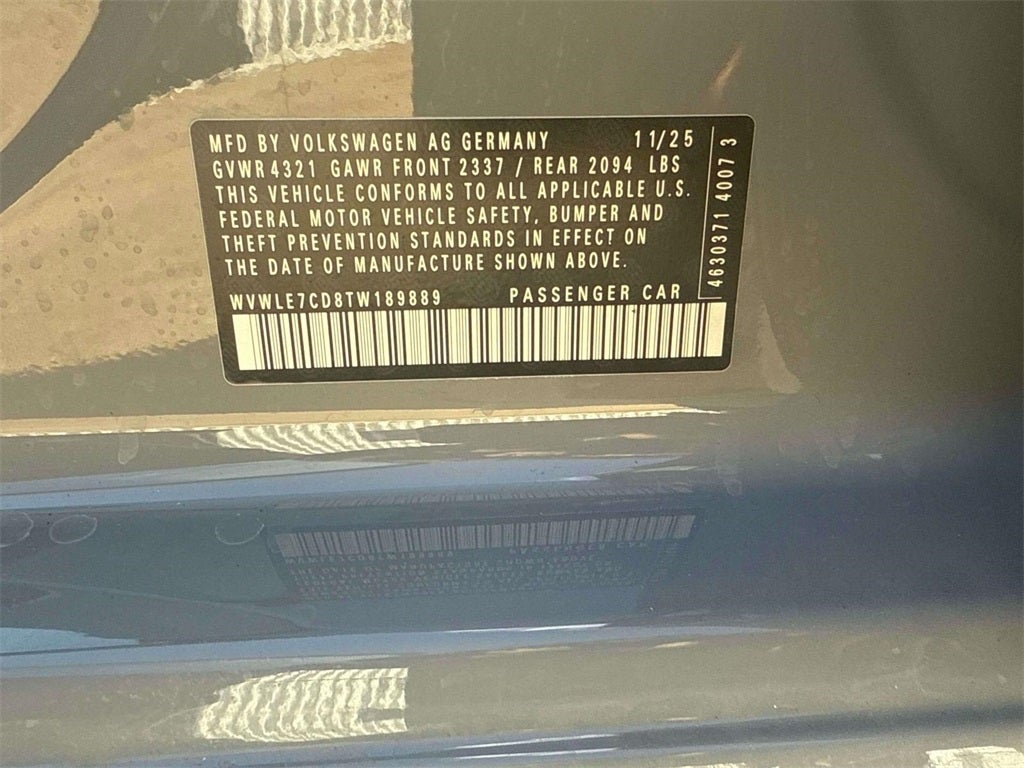 MFD BY VOLKSWAGEN AG GERMANY 11/25
GVWR 4321 GAWR FRONT 2337 / REAR 2094 LBS
THIS VEHICLE CONFORMS TO ALL APPLICABLE U.S.
FEDERAL MOTOR VEHICLE SAFETY, BUMPER AND
THEFT PREVENTION STANDARDS IN EFFECT ON
THE DATE OF MANUFACTURE SHOWN ABOVE.
WVWLE7CD8TW189889 PASSENGER CAR
4630371 4007 3